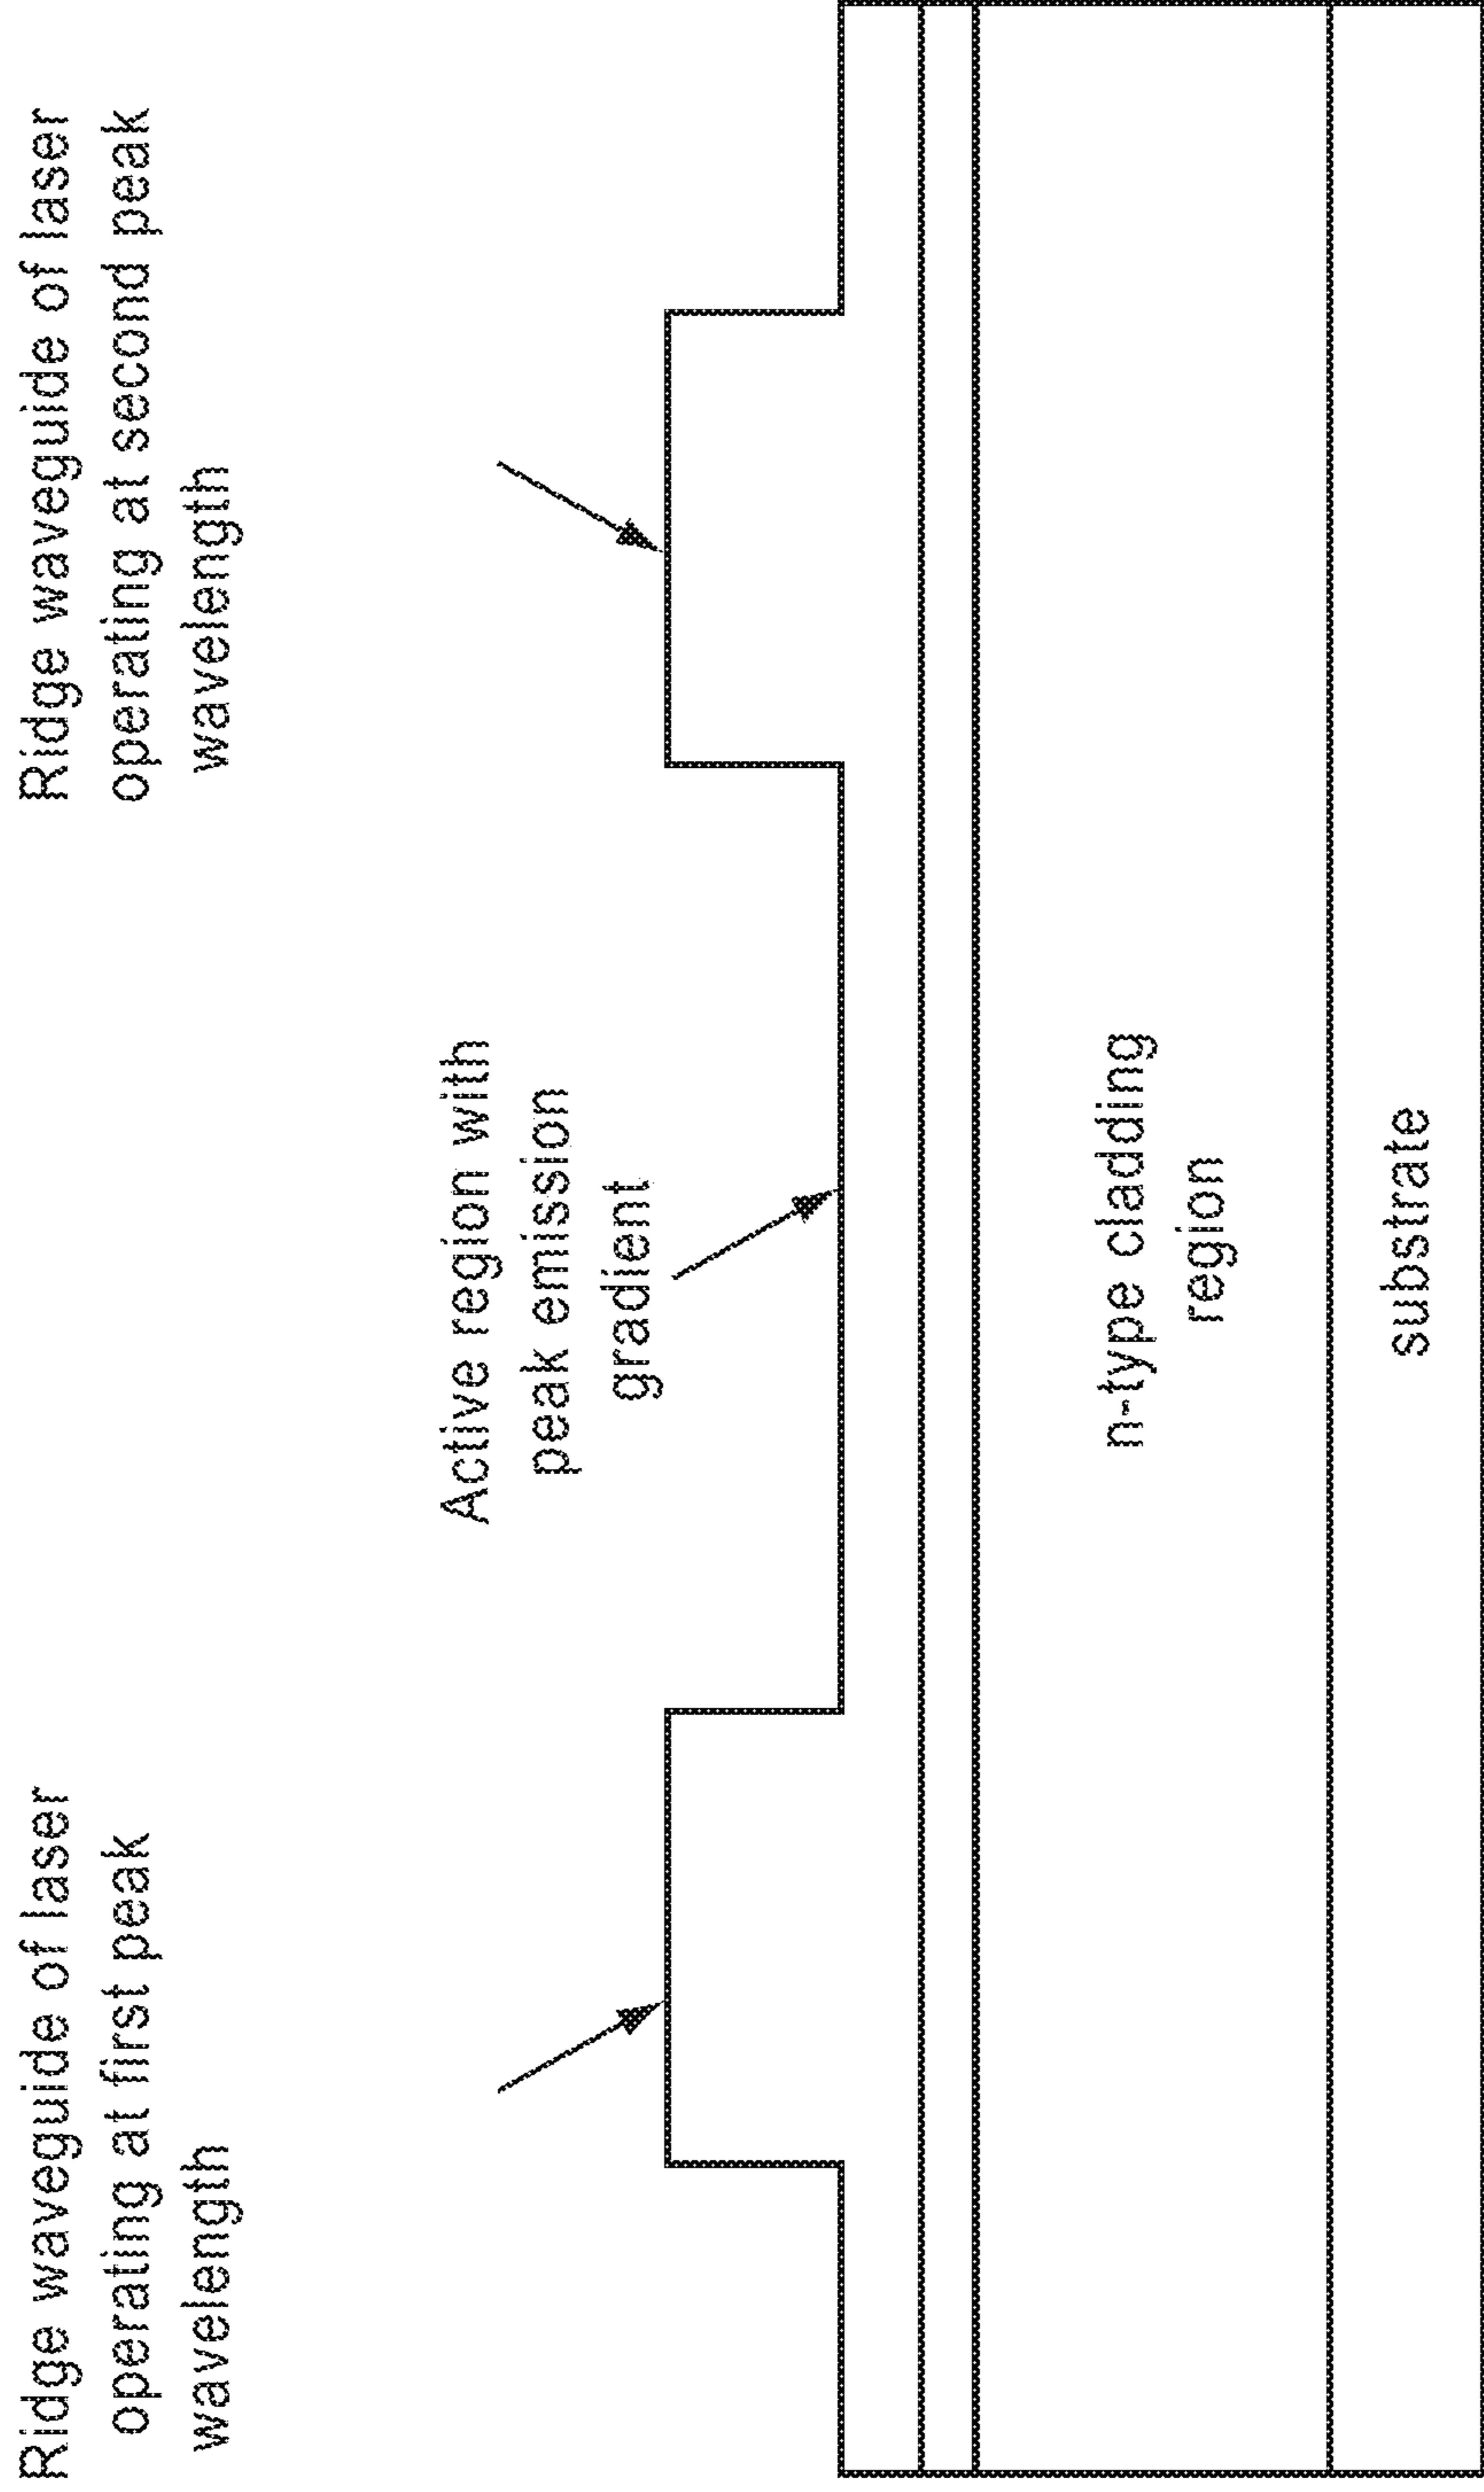 Ridge waveguide of laser
operating at first peak
wavelength
Ridge waveguide of laser
operating at second peak
wavelength
Active region with
peak emission
gradient
n-type cladding
region
substrate